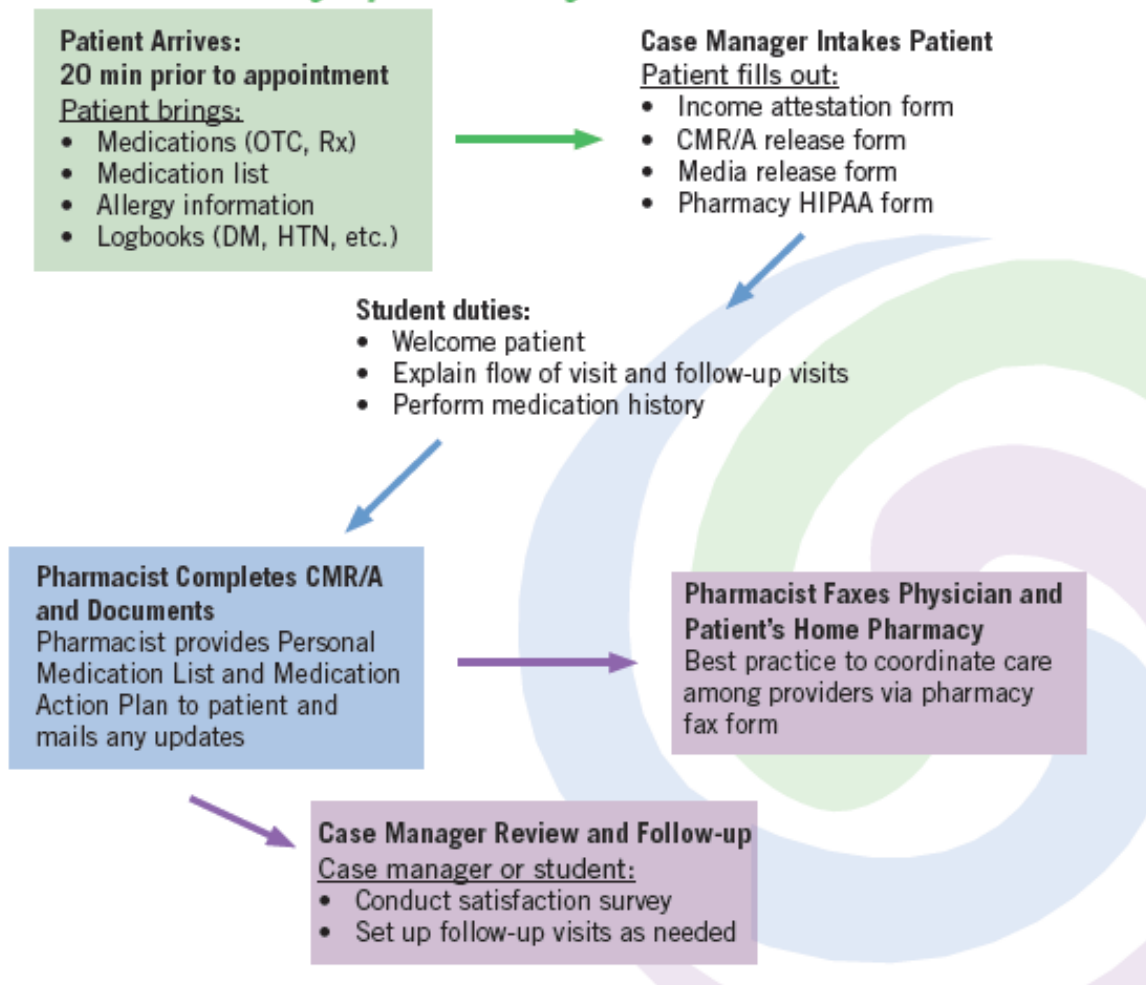 Patient Arrives:
20 min prior to appointment
Patient brings:
• Medications (OTC, Rx)
• Medication list
• Allergy information
• Logbooks (DM, HTN, etc.)
Case Manager Intakes Patient
Patient fills out:
• Income attestation form
• CMR/A release form
• Media release form
• Pharmacy HIPAA form
Student duties:
• Welcome patient
• Explain flow of visit and follow-up visits
• Perform medication history
Pharmacist Completes CMR/A
and Documents
Pharmacist provides Personal
Medication List and Medication
Action Plan to patient and
mails any updates
Pharmacist Faxes Physician and
Patient's Home Pharmacy
Best practice to coordinate care
among providers via pharmacy
fax form
Case Manager Review and Follow-up
Case manager or student:
• Conduct satisfaction survey
• Set up follow-up visits as needed